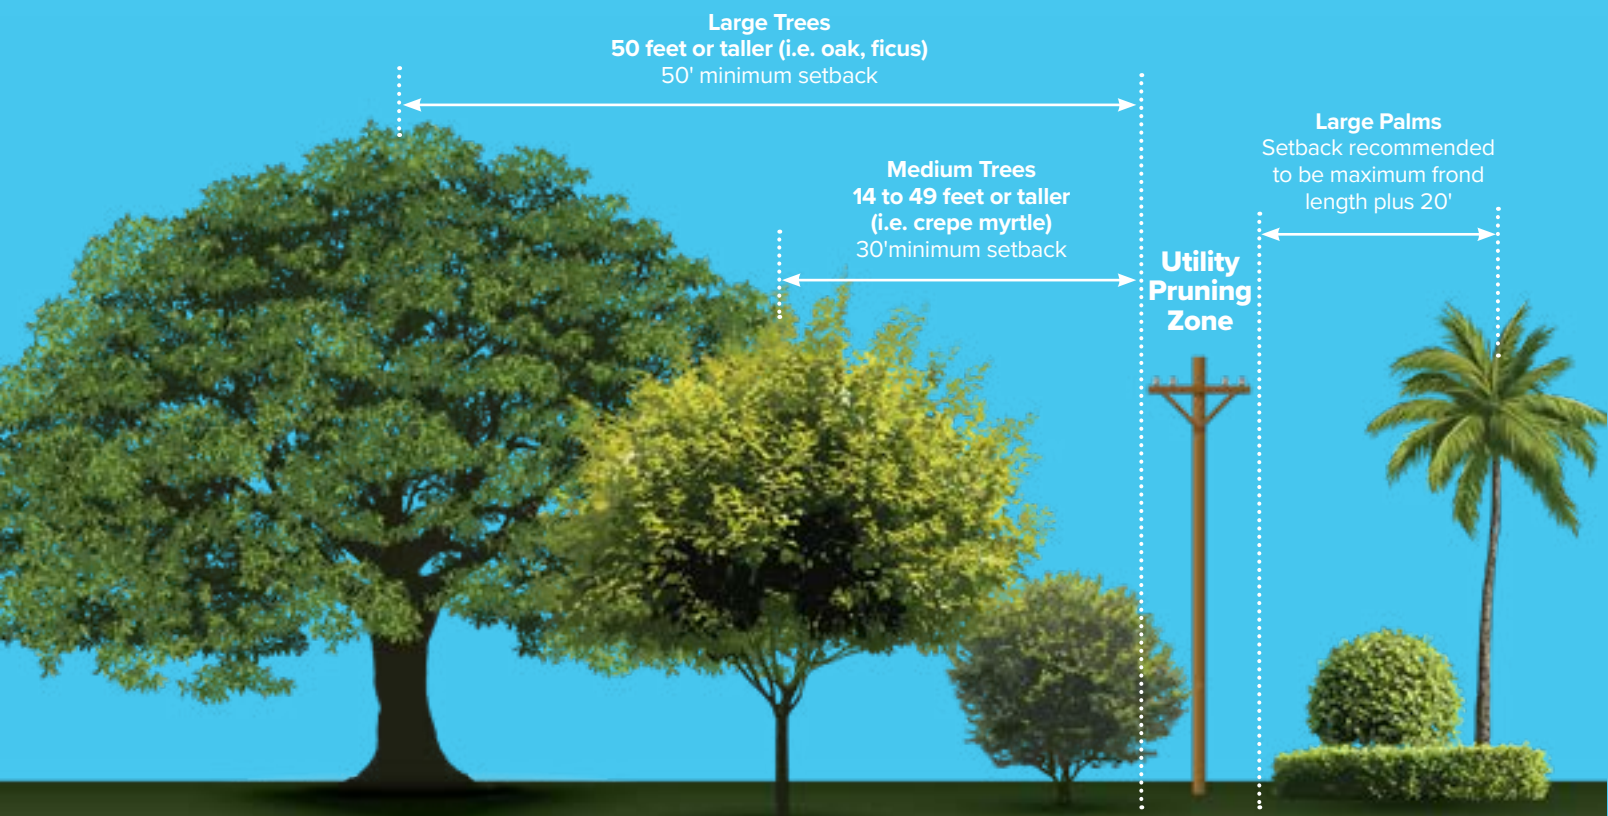 Large Trees
50 feet or taller (i.e. oak, ficus)
50' minimum setback
Medium Trees
14 to 49 feet or taller
(i.e. crepe myrtle)
30'minimum setback
Utility
Pruning
Zone
Large Palms
Setback recommended
to be maximum frond
length plus 20'